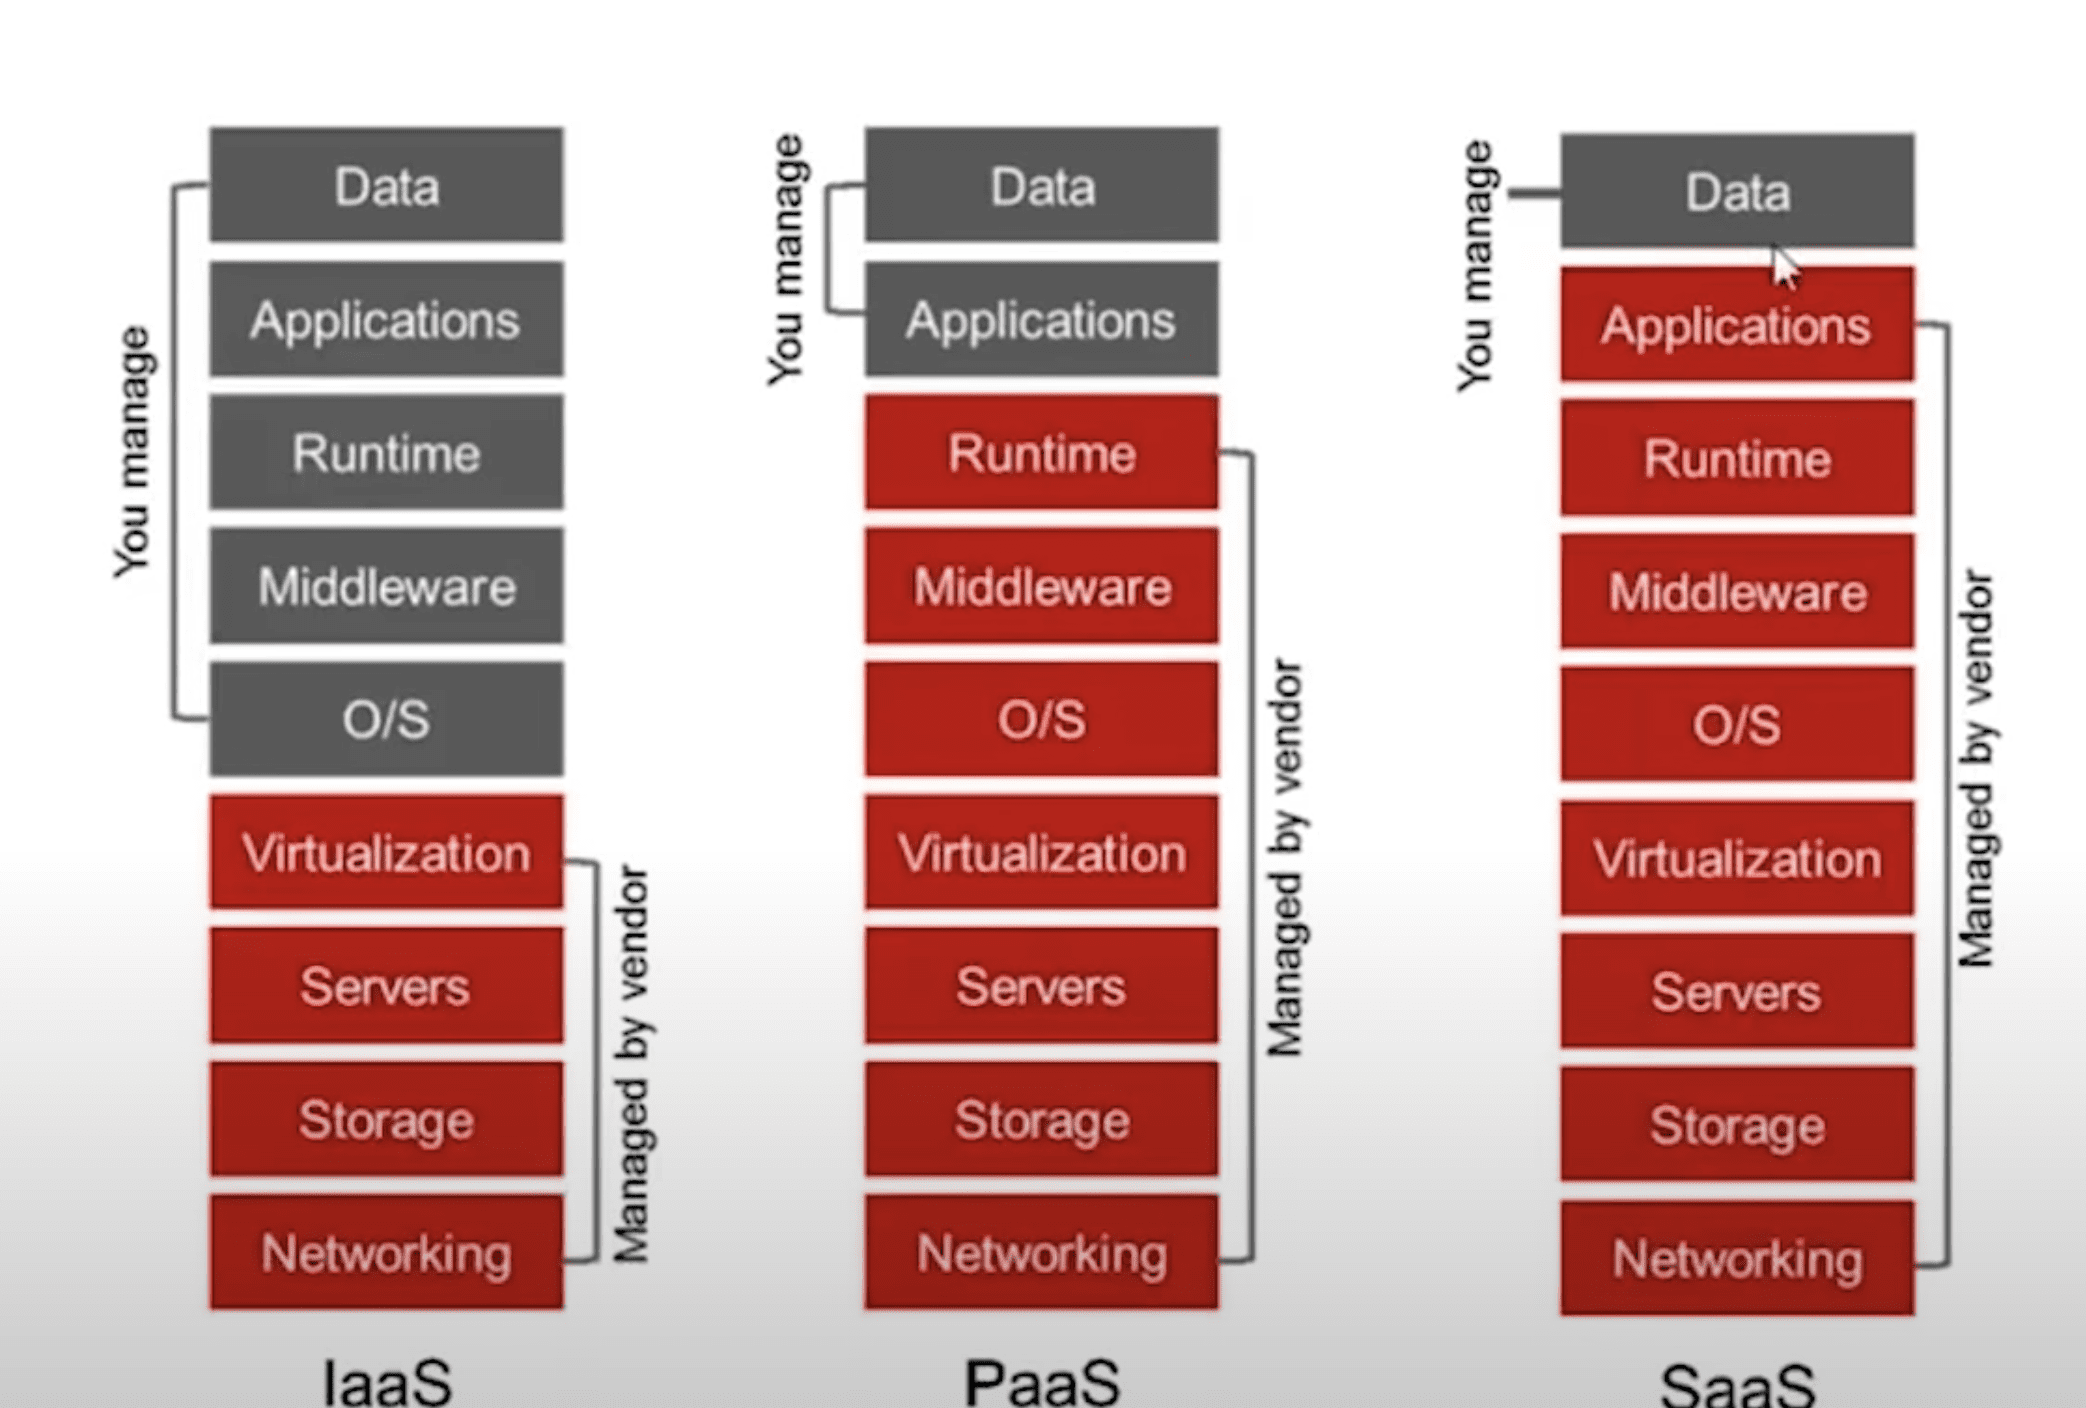 You manage
Data
Applications
Runtime
Middleware
O/S
Virtualization
Servers
Storage
Networking
Managed by vendor
IaaS
You manage
Data
Applications
Runtime
Middleware
O/S
Virtualization
Servers
Storage
Networking
Managed by vendor
PaaS
You manage
Data
Applications
Runtime
Middleware
O/S
Virtualization
Servers
Storage
Networking
Managed by vendor
SaaS